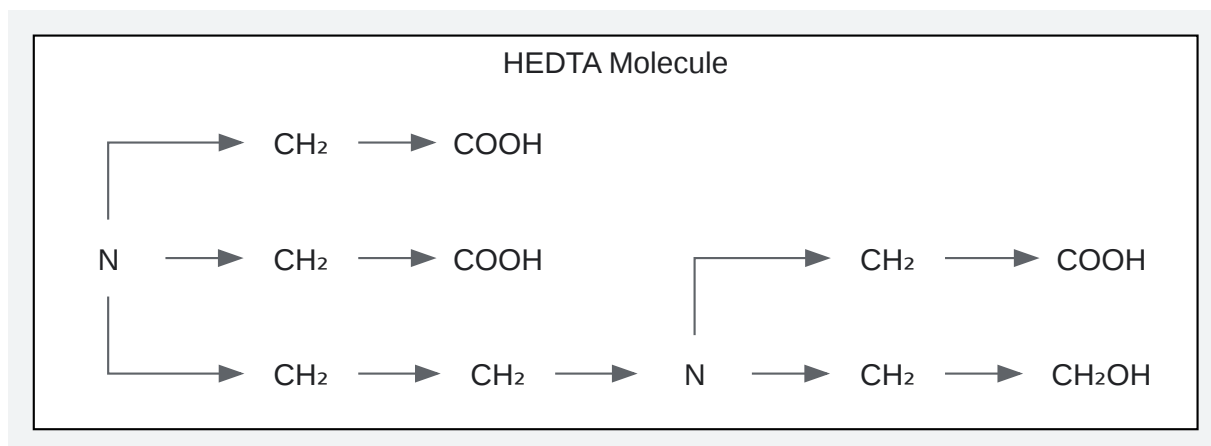 HEDTA Molecule
CH₂ COOH
N CH₂ COOH CH₂ COOH
CH₂ CH₂ N CH₂ CH₂OH